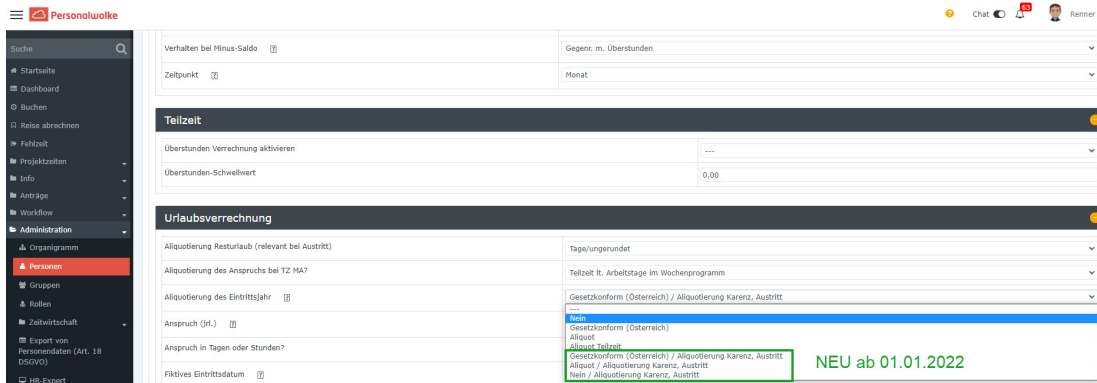 Personalwolke
Chat
63
Renner
Suche
Verhalten bei Minus-Saldo
Gegenr. m. Überstunden
Startseite
Zeitpunkt
Monat
Dashboard
Buchen
Teilzeit
Reise abrechnen
Fehlzeit
Überstunden Verrechnung aktivieren
---
Projektzeiten
Info
Überstunden-Schwellwert
0,00
Anträge
Workflow
Urlaubsverrechnung
Administration
Organigramm
Aliquotierung Resturlaub (relevant bei Austritt)
Tage/ungerundet
Personen
Aliquotierung des Anspruchs bei TZ MA?
Teilzeit lt. Arbeitstage im Wochenprogramm
Gruppen
Aliquotierung des Eintrittsjahr
Gesetzkonform (Österreich) / Aliquotierung Karenz, Austritt
Rollen
---
Nein
Zeitwirtschaft
Anspruch (jrl.)
Gesetzkonform (Österreich)
Aliquot
Export von
Personendaten (Art. 18
DSGVO)
Anspruch in Tagen oder Stunden?
Aliquot Teilzeit
Gesetzkonform (Österreich) / Aliquotierung Karenz, Austritt
Aliquot / Aliquotierung Karenz, Austritt
Nein / Aliquotierung Karenz, Austritt
NEU ab 01.01.2022
Fiktives Eintrittsdatum
HR-Expert